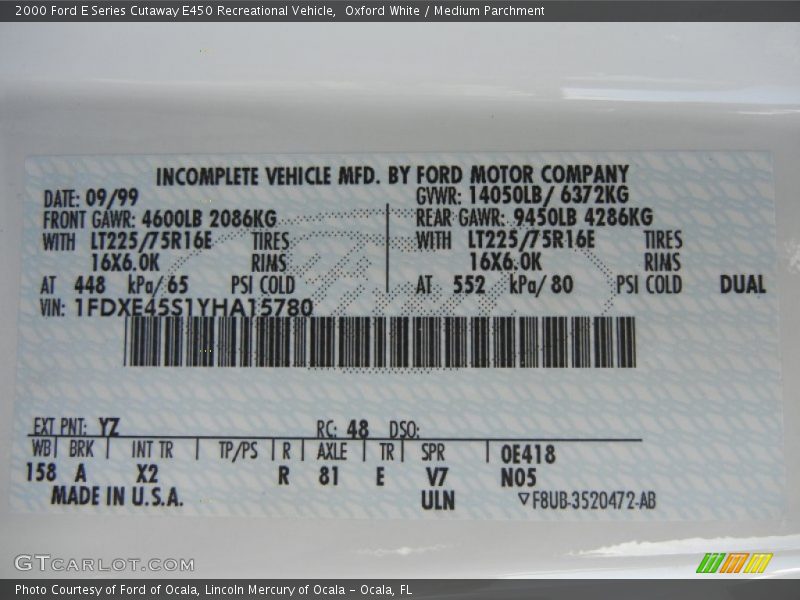 2000 Ford E Series Cutaway E450 Recreational Vehicle, Oxford White / Medium Parchment
INCOMPLETE VEHICLE MFD. BY FORD MOTOR COMPANY
DATE: 09/99 GVWR: 14050LB/ 6372KG
FRONT GAWR: 4600LB 2086KG REAR GAWR: 9450LB 4286KG
WITH LT225/75R16E TIRES WITH LT225/75R16E TIRES
16X6.0K RIMS 16X6.0K RIMS
AT 448 kPa/ 65 PSI COLD AT 552 kPa/ 80 PSI COLD DUAL
VIN: 1FDXE45S1YHA15780
EXT PNT: YZ RC: 48 DSO:
WB BRK INT TR TP/PS R AXLE TR SPR 0E418
158 A X2 R 81 E V7 N05
MADE IN U.S.A. ULN F8UB-3520472-AB
GTCARLOT.COM
Photo Courtesy of Ford of Ocala, Lincoln Mercury of Ocala – Ocala, FL